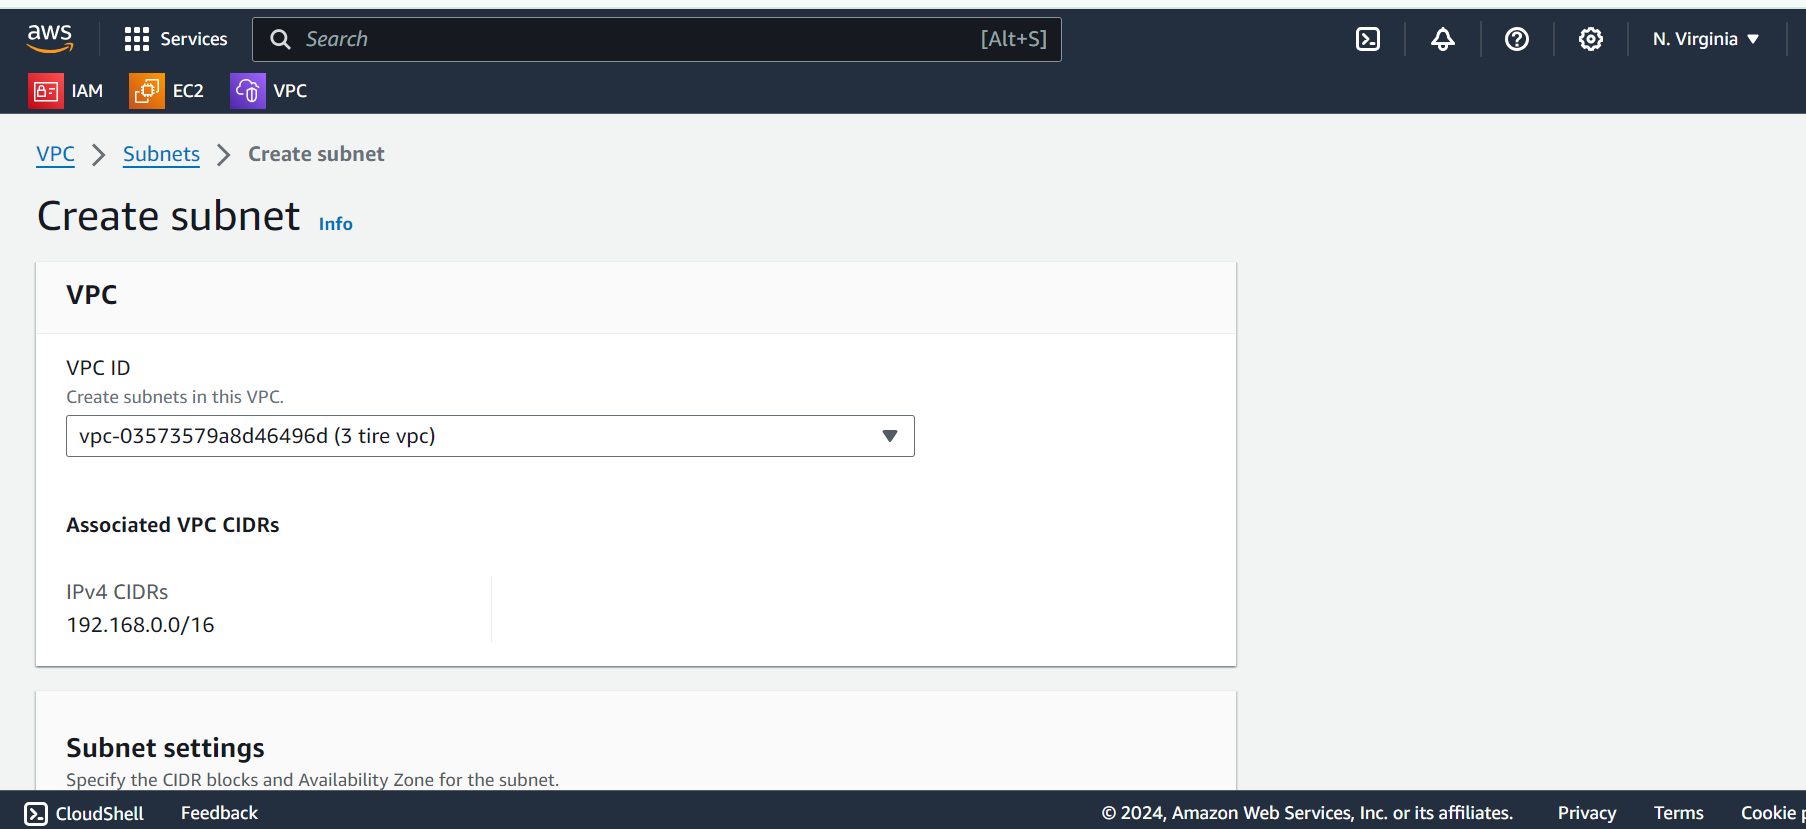 aws Services Search [Alt+S] N. Virginia
IAM EC2 VPC
VPC Subnets Create subnet
Create subnet Info
VPC
VPC ID
Create subnets in this VPC.
vpc-03573579a8d46496d (3 tire vpc)
Associated VPC CIDRs
IPv4 CIDRs
192.168.0.0/16
Subnet settings
Specify the CIDR blocks and Availability Zone for the subnet.
CloudShell Feedback © 2024, Amazon Web Services, Inc. or its affiliates. Privacy Terms Cookie